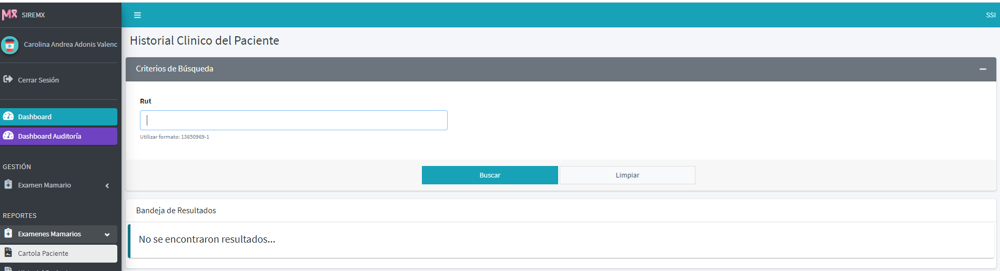 MX SIREMX
SSI
Carolina Andrea Adonis Valenc
Cerrar Sesión
Dashboard
Dashboard Auditoría
GESTIÓN
Examen Mamario
REPORTES
Examenes Mamarios
Cartola Paciente
Historial Clinico del Paciente
Criterios de Búsqueda
Rut
Utilizar formato: 13650969-1
Buscar
Limpiar
Bandeja de Resultados
No se encontraron resultados...